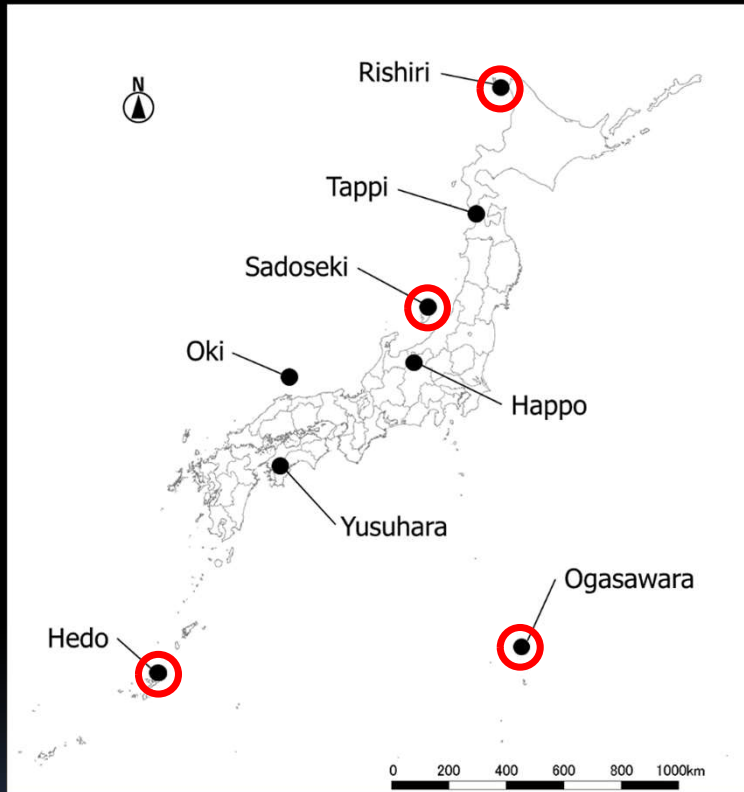 Rishiri
N
Tappi
Sadoseki
Oki
Happo
Yusuhara
Ogasawara
Hedo
0 200 400 600 800 1000km